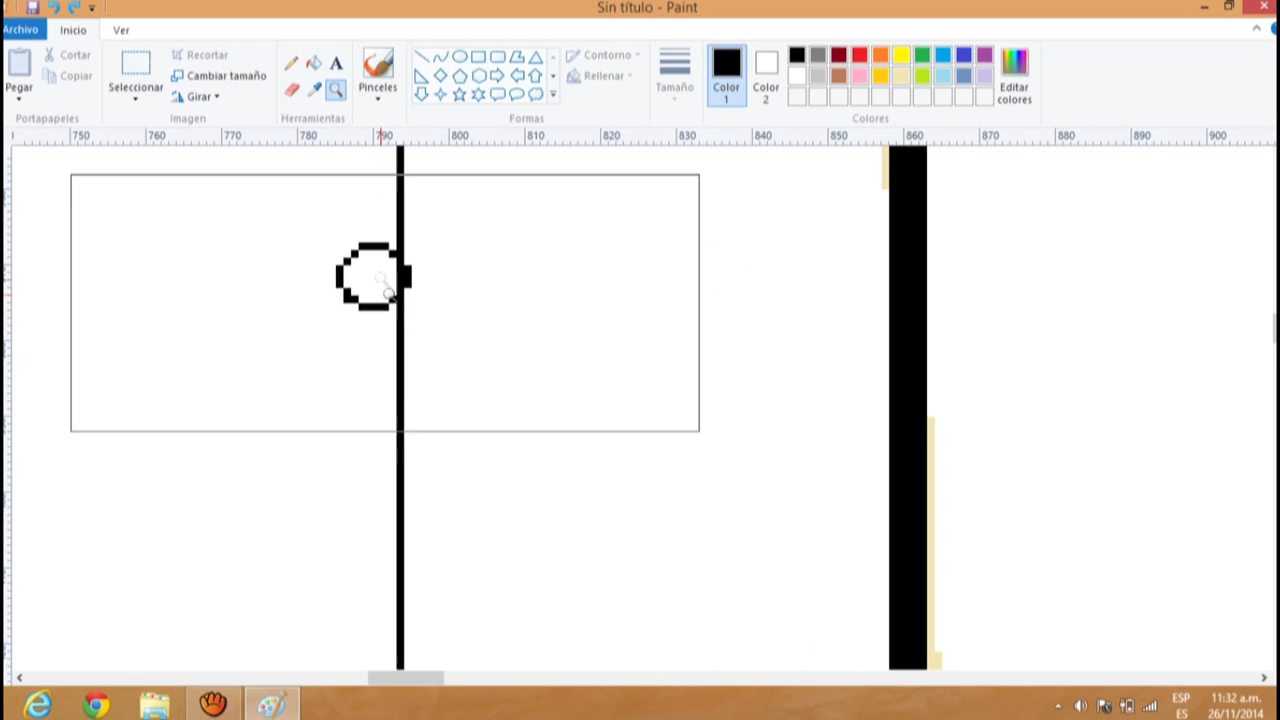 Sin título - Paint
Archivo Inicio Ver
Pegar
Cortar
Copiar
Portapapeles
Seleccionar
Recortar
Cambiar tamaño
Girar
Imagen
A
Herramientas
Pinceles
Contorno
Rellenar
Formas
Tamaño
Color 1
Color 2
Editar colores
Colores
750 760 770 780 790 800 810 820 830 840 850 860 870 880 890 900
ESP
ES
11:32 a.m.
26/11/2014